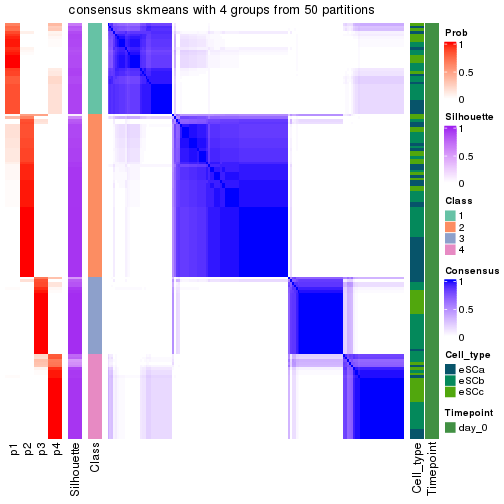 consensus skmeans with 4 groups from 50 partitions
Prob
1
0.5
0
Silhouette
1
0.5
0
Class
1
2
3
4
Consensus
1
0.5
0
Cell_type
eSCa
eSCb
eSCc
Timepoint
day_0
p1
p2
p3
p4
Silhouette
Class
Cell_type
Timepoint